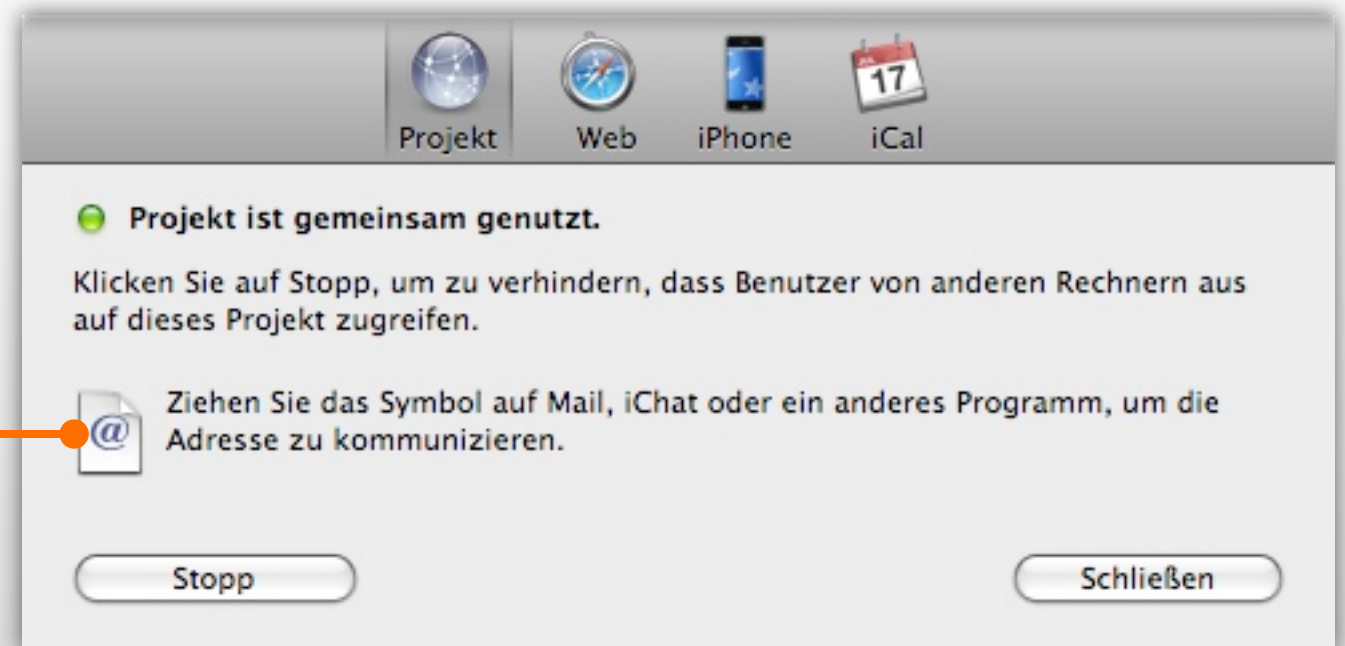 JUL
17
Projekt Web iPhone iCal
Projekt ist gemeinsam genutzt.
Klicken Sie auf Stopp, um zu verhindern, dass Benutzer von anderen Rechnern aus
auf dieses Projekt zugreifen.
@
Ziehen Sie das Symbol auf Mail, iChat oder ein anderes Programm, um die
Adresse zu kommunizieren.
Stopp Schließen